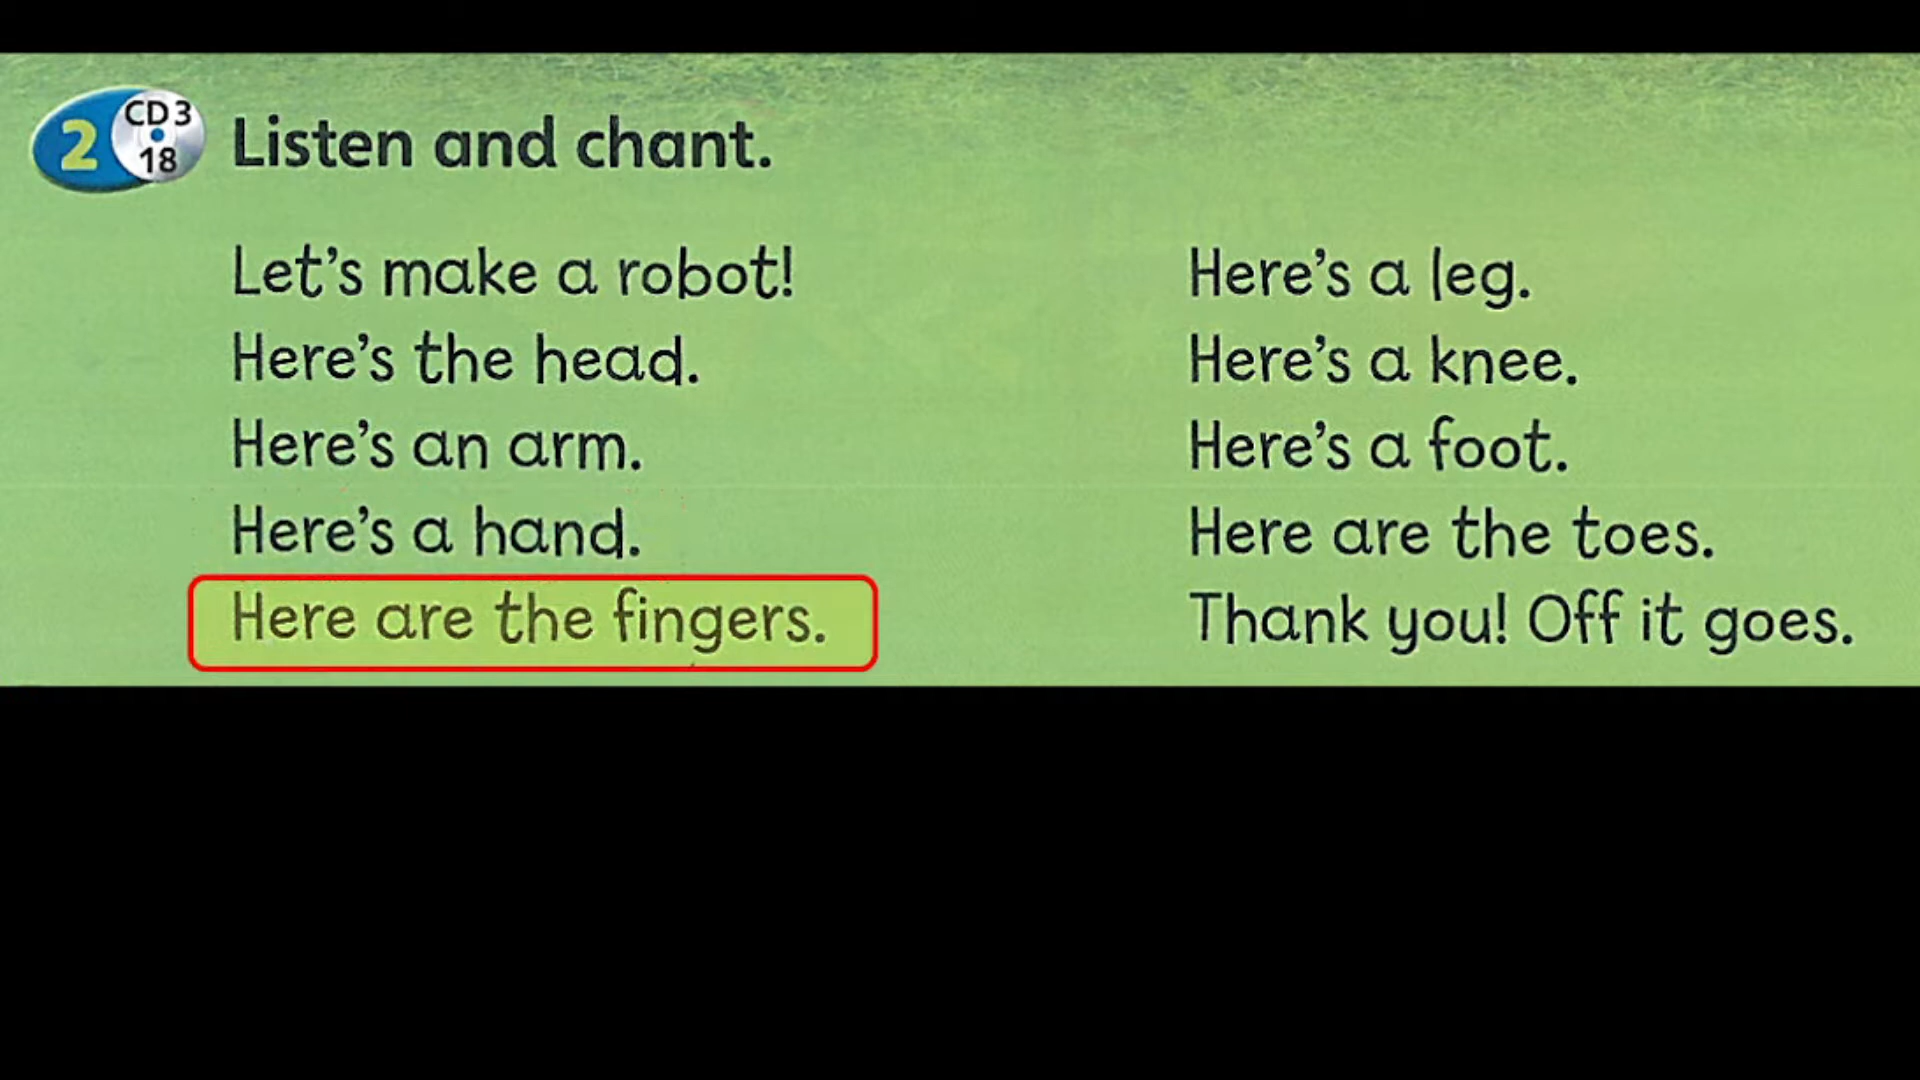 2 CD 3 18 Listen and chant.
Let's make a robot!
Here's the head.
Here's an arm.
Here's a hand.
Here are the fingers.
Here's a leg.
Here's a knee.
Here's a foot.
Here are the toes.
Thank you! Off it goes.